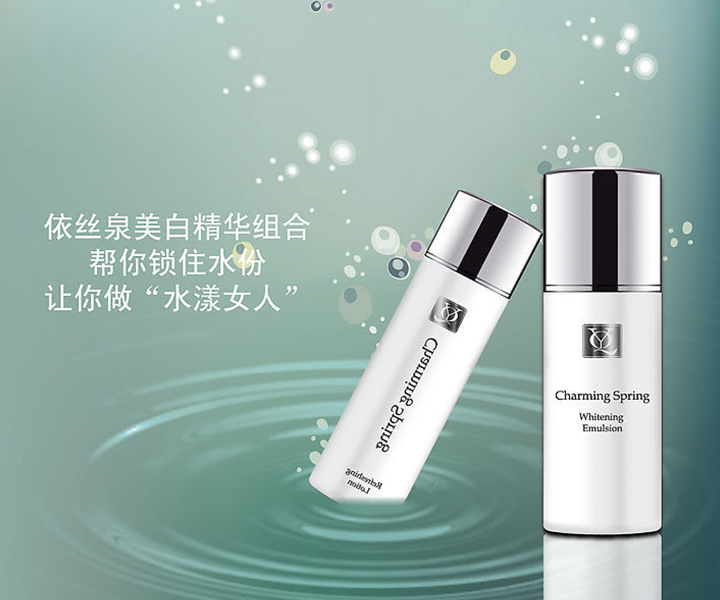 依丝泉美白精华组合
帮你锁住水份
让你做“水漾女人”
Charming Spring
Refreshing
Lotion
Charming Spring
Whitening
Emulsion